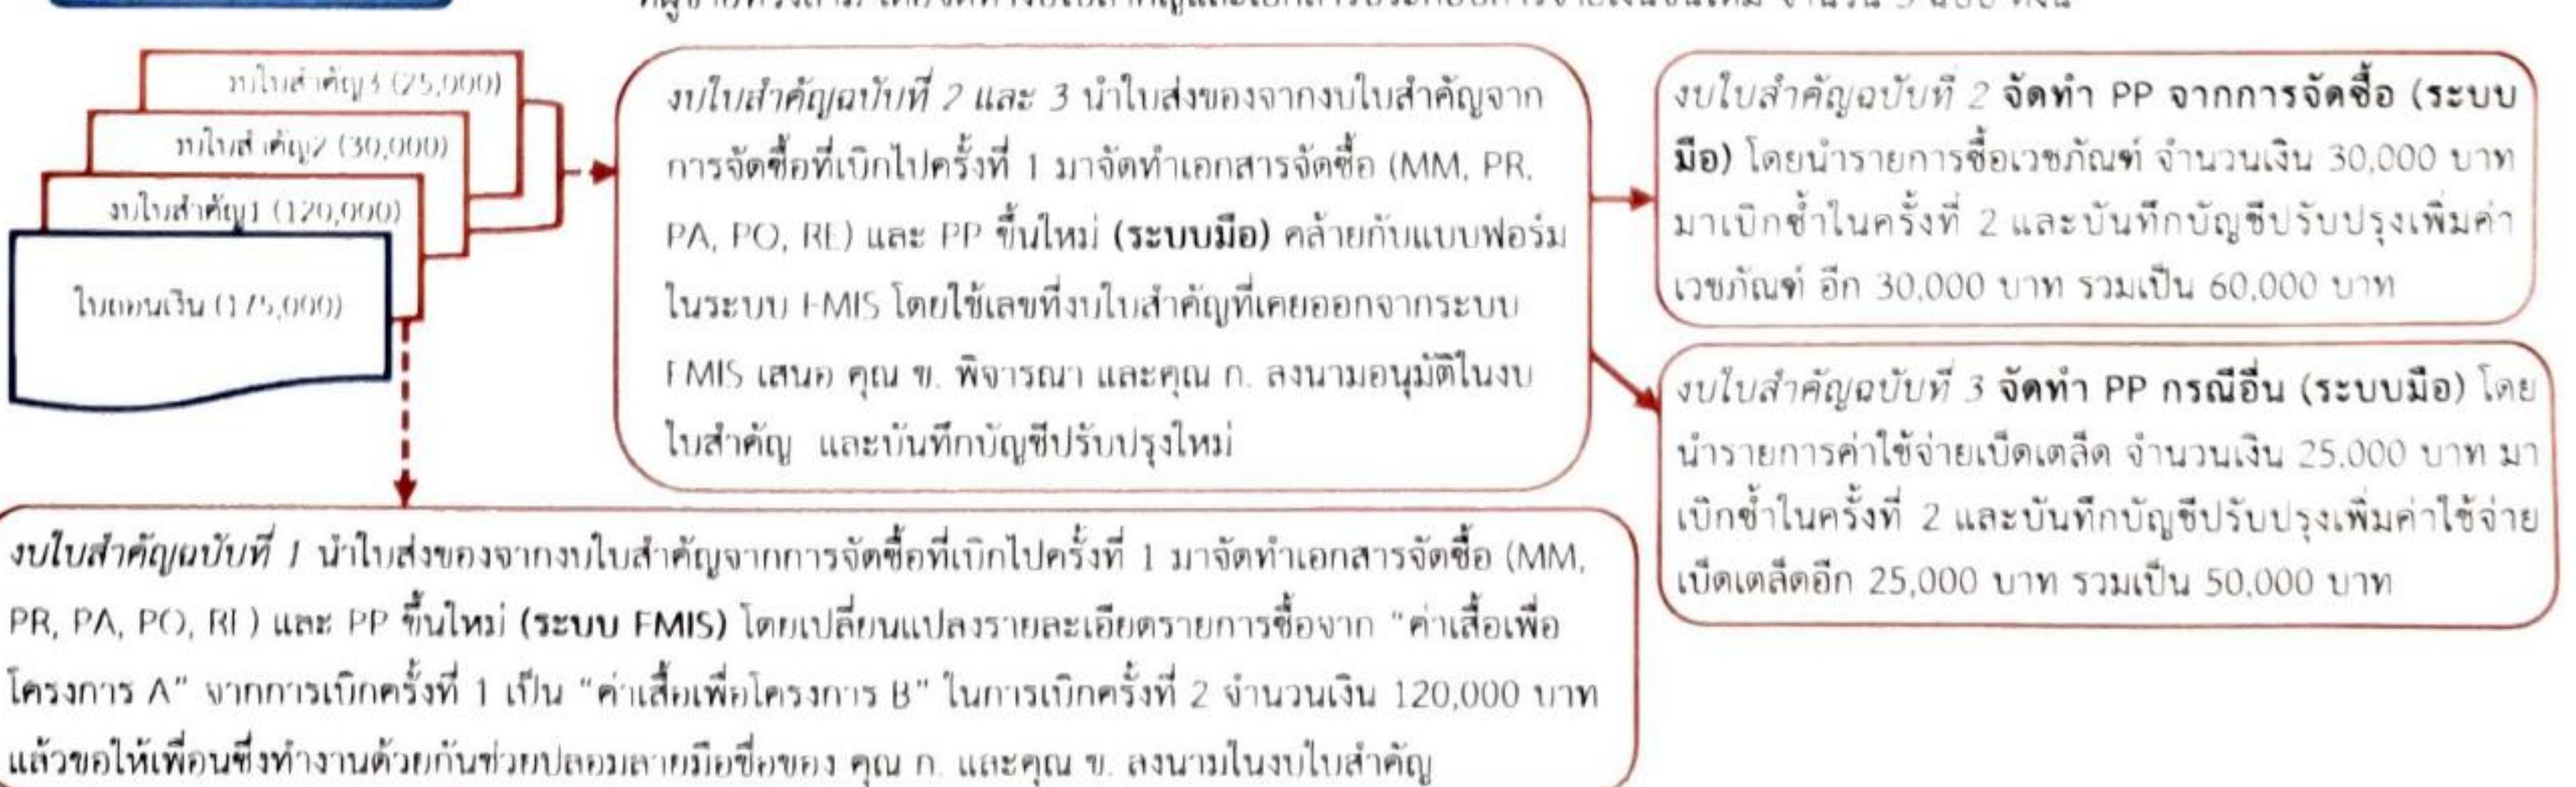 งบใบสำคัญ3 (25,000)
งบใบสำคัญ2 (30,000)
งบใบสำคัญ1 (120,000)
ใบถอนเงิน (175,000)
งบใบสำคัญฉบับที่ 2 และ 3 นำใบส่งของจากงบใบสำคัญจาก
การจัดซื้อที่เบิกไปครั้งที่ 1 มาจัดทำเอกสารจัดซื้อ (MM, PR,
PA, PO, RE) และ PP ขึ้นใหม่ (ระบบมือ) คล้ายกับแบบฟอร์ม
ในระบบ FMIS โดยใช้เลขที่งบใบสำคัญที่เคยออกจากระบบ
FMIS เสนอ คุณ ข. พิจารณา และคุณ ก. ลงนามอนุมัติในงบ
ใบสำคัญ และบันทึกบัญชีปรับปรุงใหม่
งบใบสำคัญฉบับที่ 2 จัดทำ PP จากการจัดซื้อ (ระบบ
มือ) โดยนำรายการซื้อเวชภัณฑ์ จำนวนเงิน 30,000 บาท
มาเบิกซ้ำในครั้งที่ 2 และบันทึกบัญชีปรับปรุงเพิ่มค่า
เวชภัณฑ์ อีก 30,000 บาท รวมเป็น 60,000 บาท
งบใบสำคัญฉบับที่ 3 จัดทำ PP กรณีอื่น (ระบบมือ) โดย
นำรายการค่าใช้จ่ายเบ็ดเตล็ด จำนวนเงิน 25,000 บาท มา
เบิกซ้ำในครั้งที่ 2 และบันทึกบัญชีปรับปรุงเพิ่มค่าใช้จ่าย
เบ็ดเตล็ดอีก 25,000 บาท รวมเป็น 50,000 บาท
งบใบสำคัญฉบับที่ 1 นำใบส่งของจากงบใบสำคัญจากการจัดซื้อที่เบิกไปครั้งที่ 1 มาจัดทำเอกสารจัดซื้อ (MM,
PR, PA, PO, RE) และ PP ขึ้นใหม่ (ระบบ FMIS) โดยเปลี่ยนแปลงรายละเอียดรายการซื้อจาก "ค่าเสื้อเพื่อ
โครงการ A" จากการเบิกครั้งที่ 1 เป็น "ค่าเสื้อเพื่อโครงการ B" ในการเบิกครั้งที่ 2 จำนวนเงิน 120,000 บาท
แล้วขอให้เพื่อนซึ่งทำงานด้วยกันช่วยปลอมลายมือชื่อของ คุณ ก. และคุณ ข. ลงนามในงบใบสำคัญ